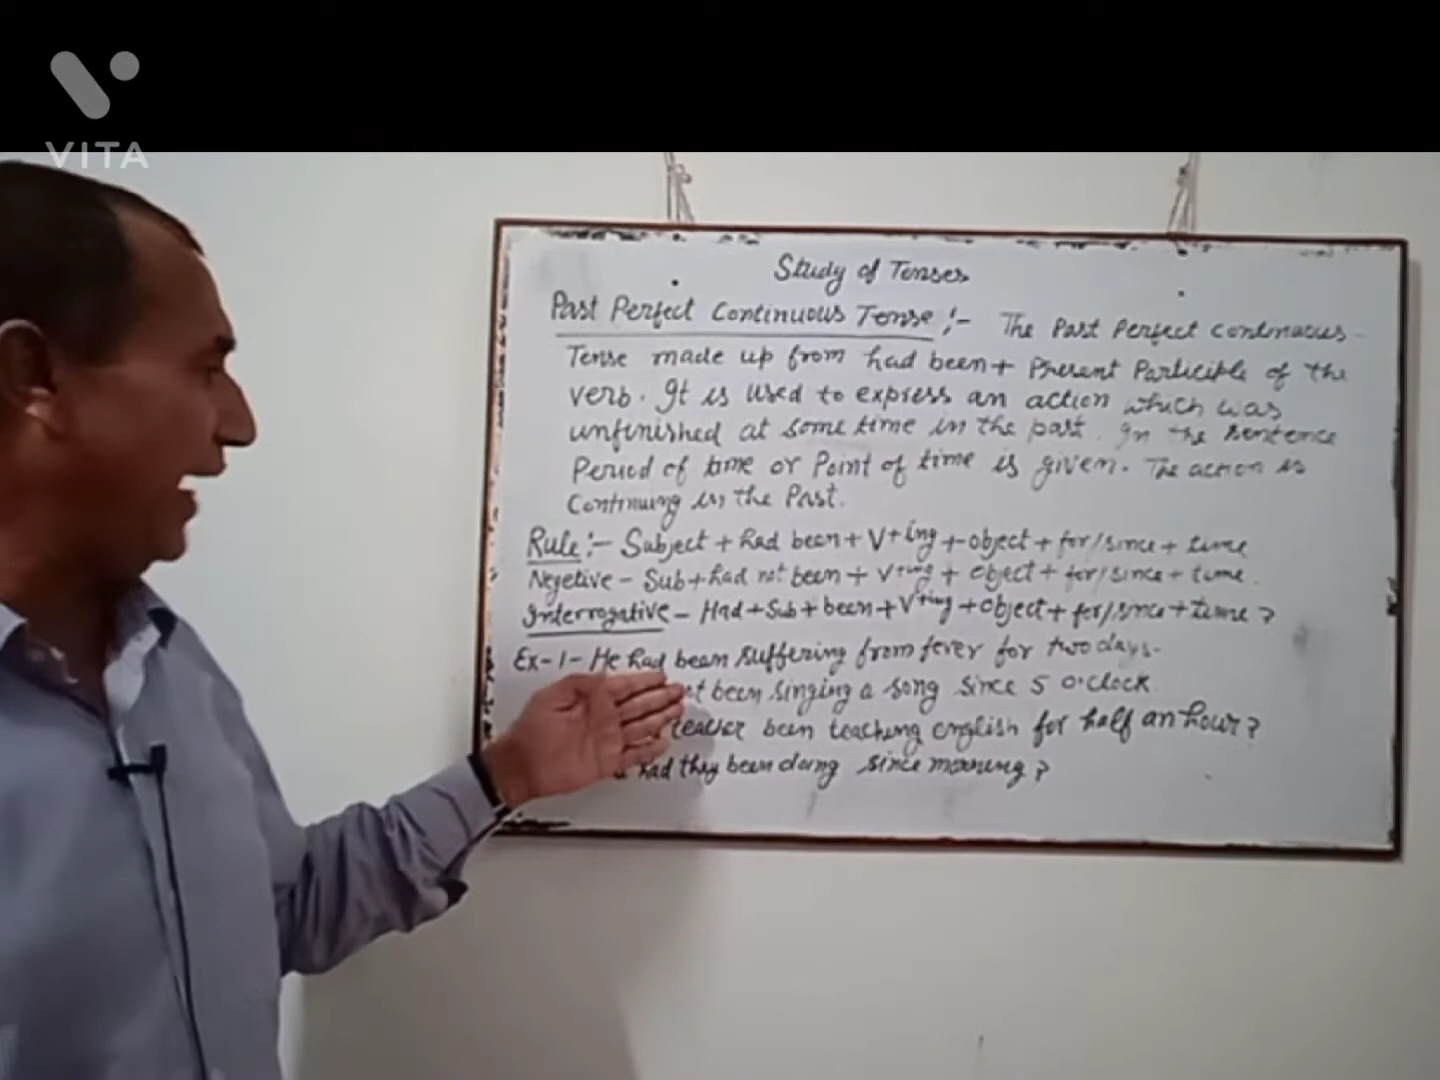 VITA
Study of Tenses
Past Perfect Continuous Tense :- The Past Perfect continuous
Tense made up from had been + Present Participle of the
verb. It is used to express an action which was
unfinished at some time in the past. In the sentence
Period of time or Point of time is given. The action is
Continuing in the Past.
Rule :- Subject + had been + V+ing + object + for/since + time
Negetive - Sub + had not been + V+ing + object + for/since + time.
Interrogative - Had + Sub + been + V+ing + object + for/since + time ?
Ex-1- He had been suffering from fever for two days.
been singing a song since 5 o'clock
teacher been teaching english for half an hour?
had they been doing since morning?